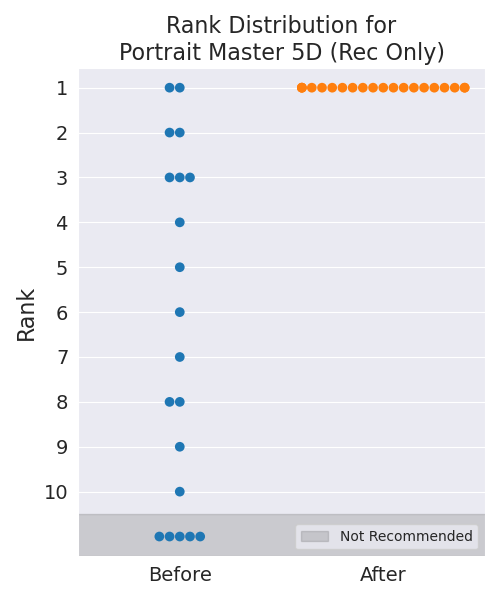 Rank Distribution for
Portrait Master 5D (Rec Only)
Rank
1
2
3
4
5
6
7
8
9
10
Not Recommended
Before
After